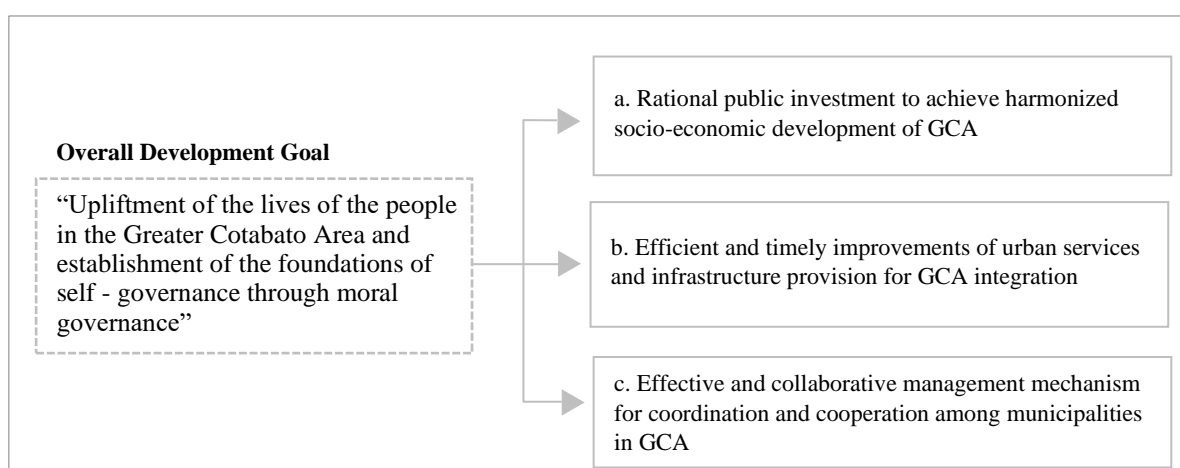 Overall Development Goal
“Upliftment of the lives of the people
in the Greater Cotabato Area and
establishment of the foundations of
self - governance through moral
governance”
a. Rational public investment to achieve harmonized
socio-economic development of GCA
b. Efficient and timely improvements of urban services
and infrastructure provision for GCA integration
c. Effective and collaborative management mechanism
for coordination and cooperation among municipalities
in GCA